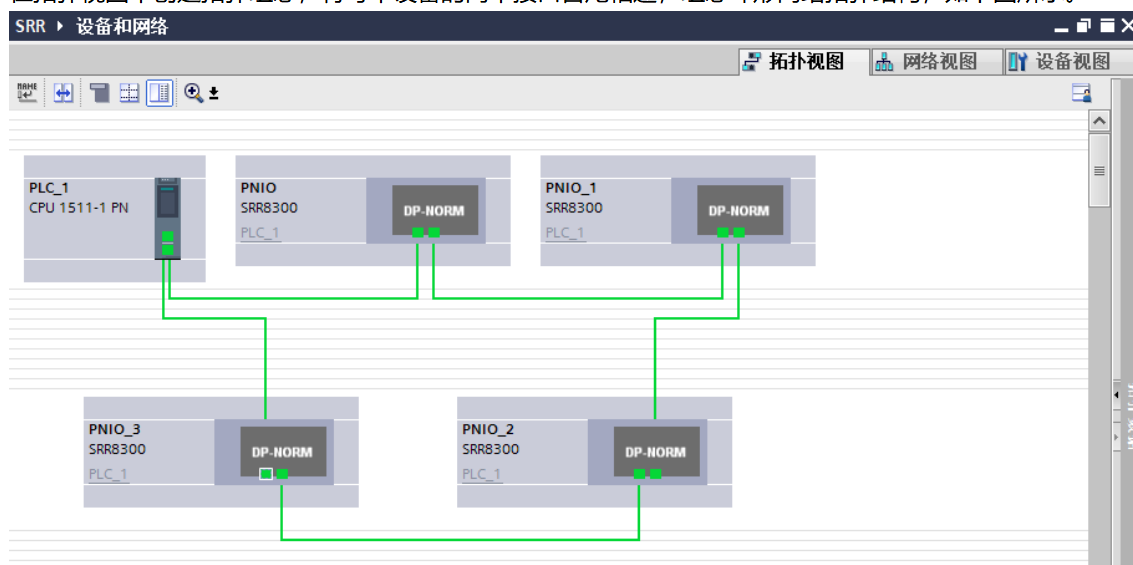 SRR ▸ 设备和网络
拓扑视图
网络视图
设备视图
NAME
PLC_1
CPU 1511-1 PN
PNIO
SRR8300
PLC_1
DP-NORM
PNIO_1
SRR8300
PLC_1
DP-NORM
PNIO_3
SRR8300
PLC_1
DP-NORM
PNIO_2
SRR8300
PLC_1
DP-NORM